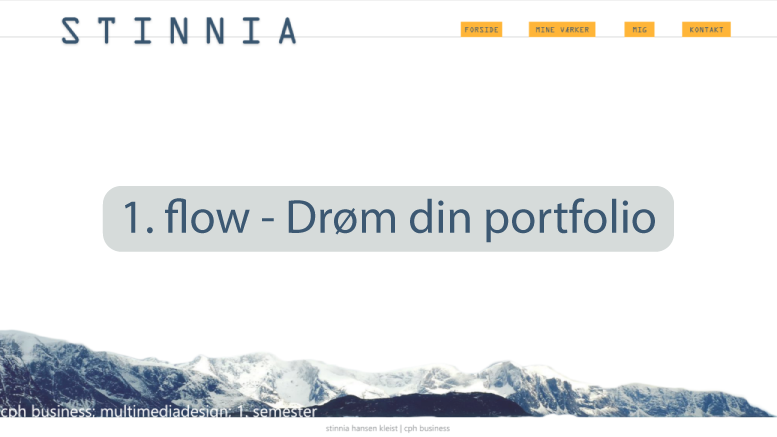 STINNIA
FORSIDE MINE VÆRKER MIG KONTAKT
1. flow - Drøm din portfolio
cph business; multimediadesign; 1. semester
stinnia hansen kleist | cph business